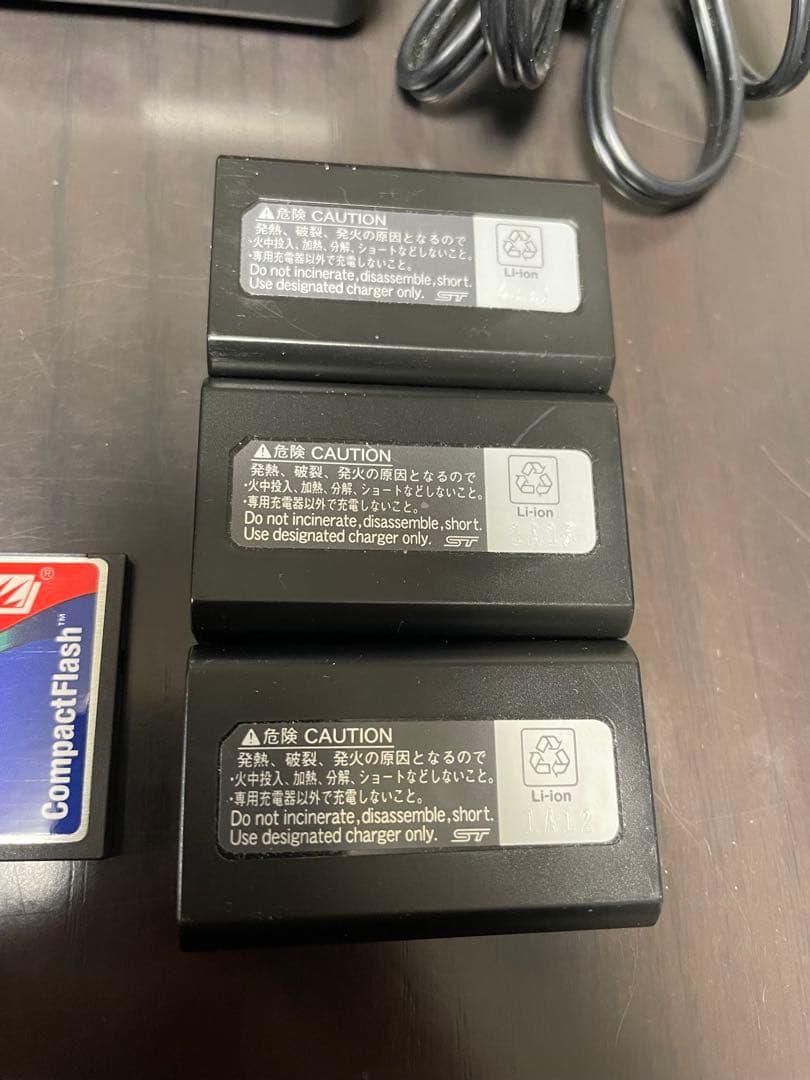 ⚠危険 CAUTION
発熱、破裂、発火の原因となるので
・火中投入、加熱、分解、ショートなどしないこと。
・専用充電器以外で充電しないこと。
Do not incinerate, disassemble, short.
Use designated charger only. ST
Li-ion
⚠危険 CAUTION
発熱、破裂、発火の原因となるので
・火中投入、加熱、分解、ショートなどしないこと。
・専用充電器以外で充電しないこと。
Do not incinerate, disassemble, short.
Use designated charger only. ST
Li-ion
⚠危険 CAUTION
発熱、破裂、発火の原因となるので
・火中投入、加熱、分解、ショートなどしないこと。
・専用充電器以外で充電しないこと。
Do not incinerate, disassemble, short.
Use designated charger only. ST
Li-ion
1A12
CompactFlash™
®